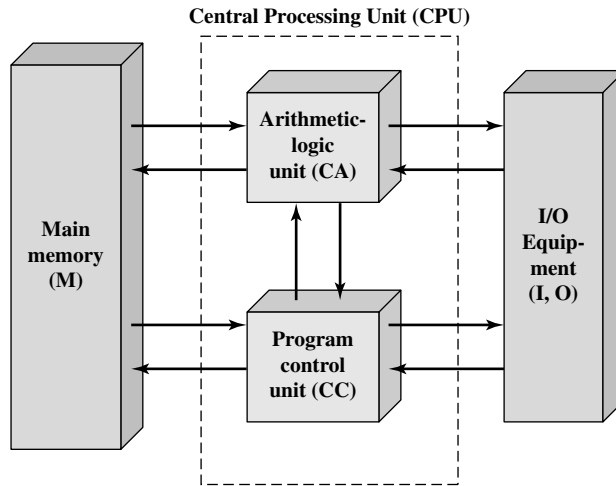 Central Processing Unit (CPU)
Main
memory
(M)
Arithmetic-
logic
unit (CA)
Program
control
unit (CC)
I/O
Equip-
ment
(I, O)